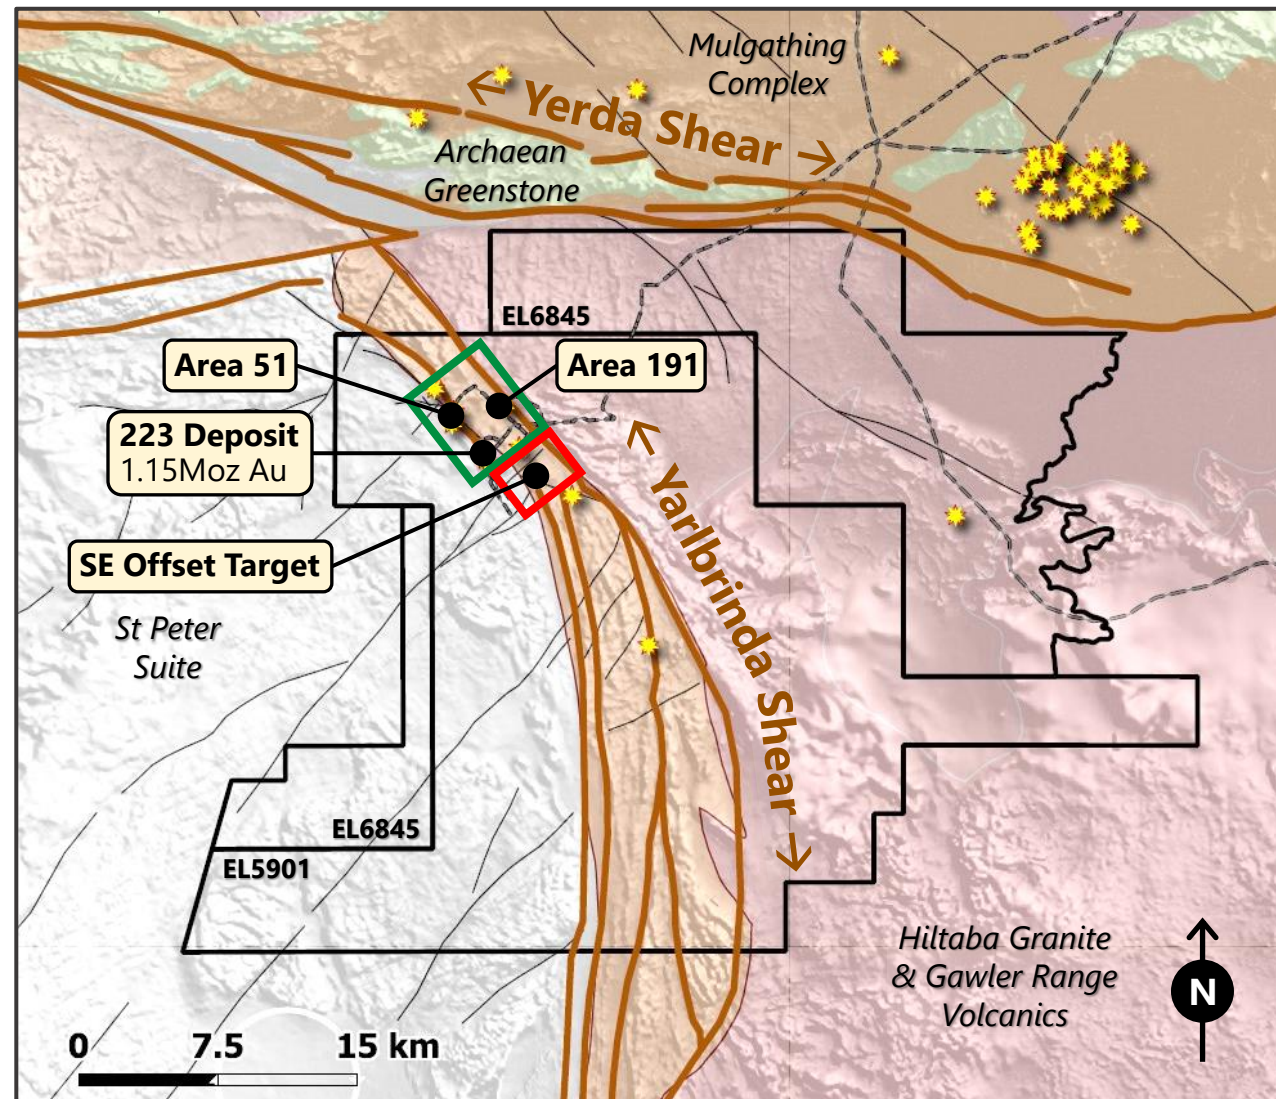 Mulgathing
Complex
Yerda Shear
Archaean
Greenstone
EL6845
Area 51
Area 191
223 Deposit
1.15Moz Au
SE Offset Target
Yarlbrinda Shear
St Peter
Suite
EL6845
EL5901
Hiltaba Granite
& Gawler Range
Volcanics
N
0 7.5 15 km